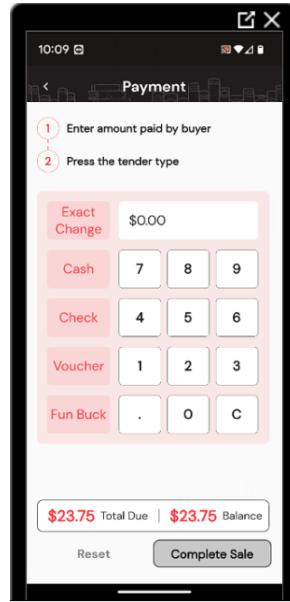 10:09
Payment
1 Enter amount paid by buyer
2 Press the tender type
Exact
Change
$0.00
Cash 7 8 9
Check 4 5 6
Voucher 1 2 3
Fun Buck . 0 C
$23.75 Total Due | $23.75 Balance
Reset Complete Sale